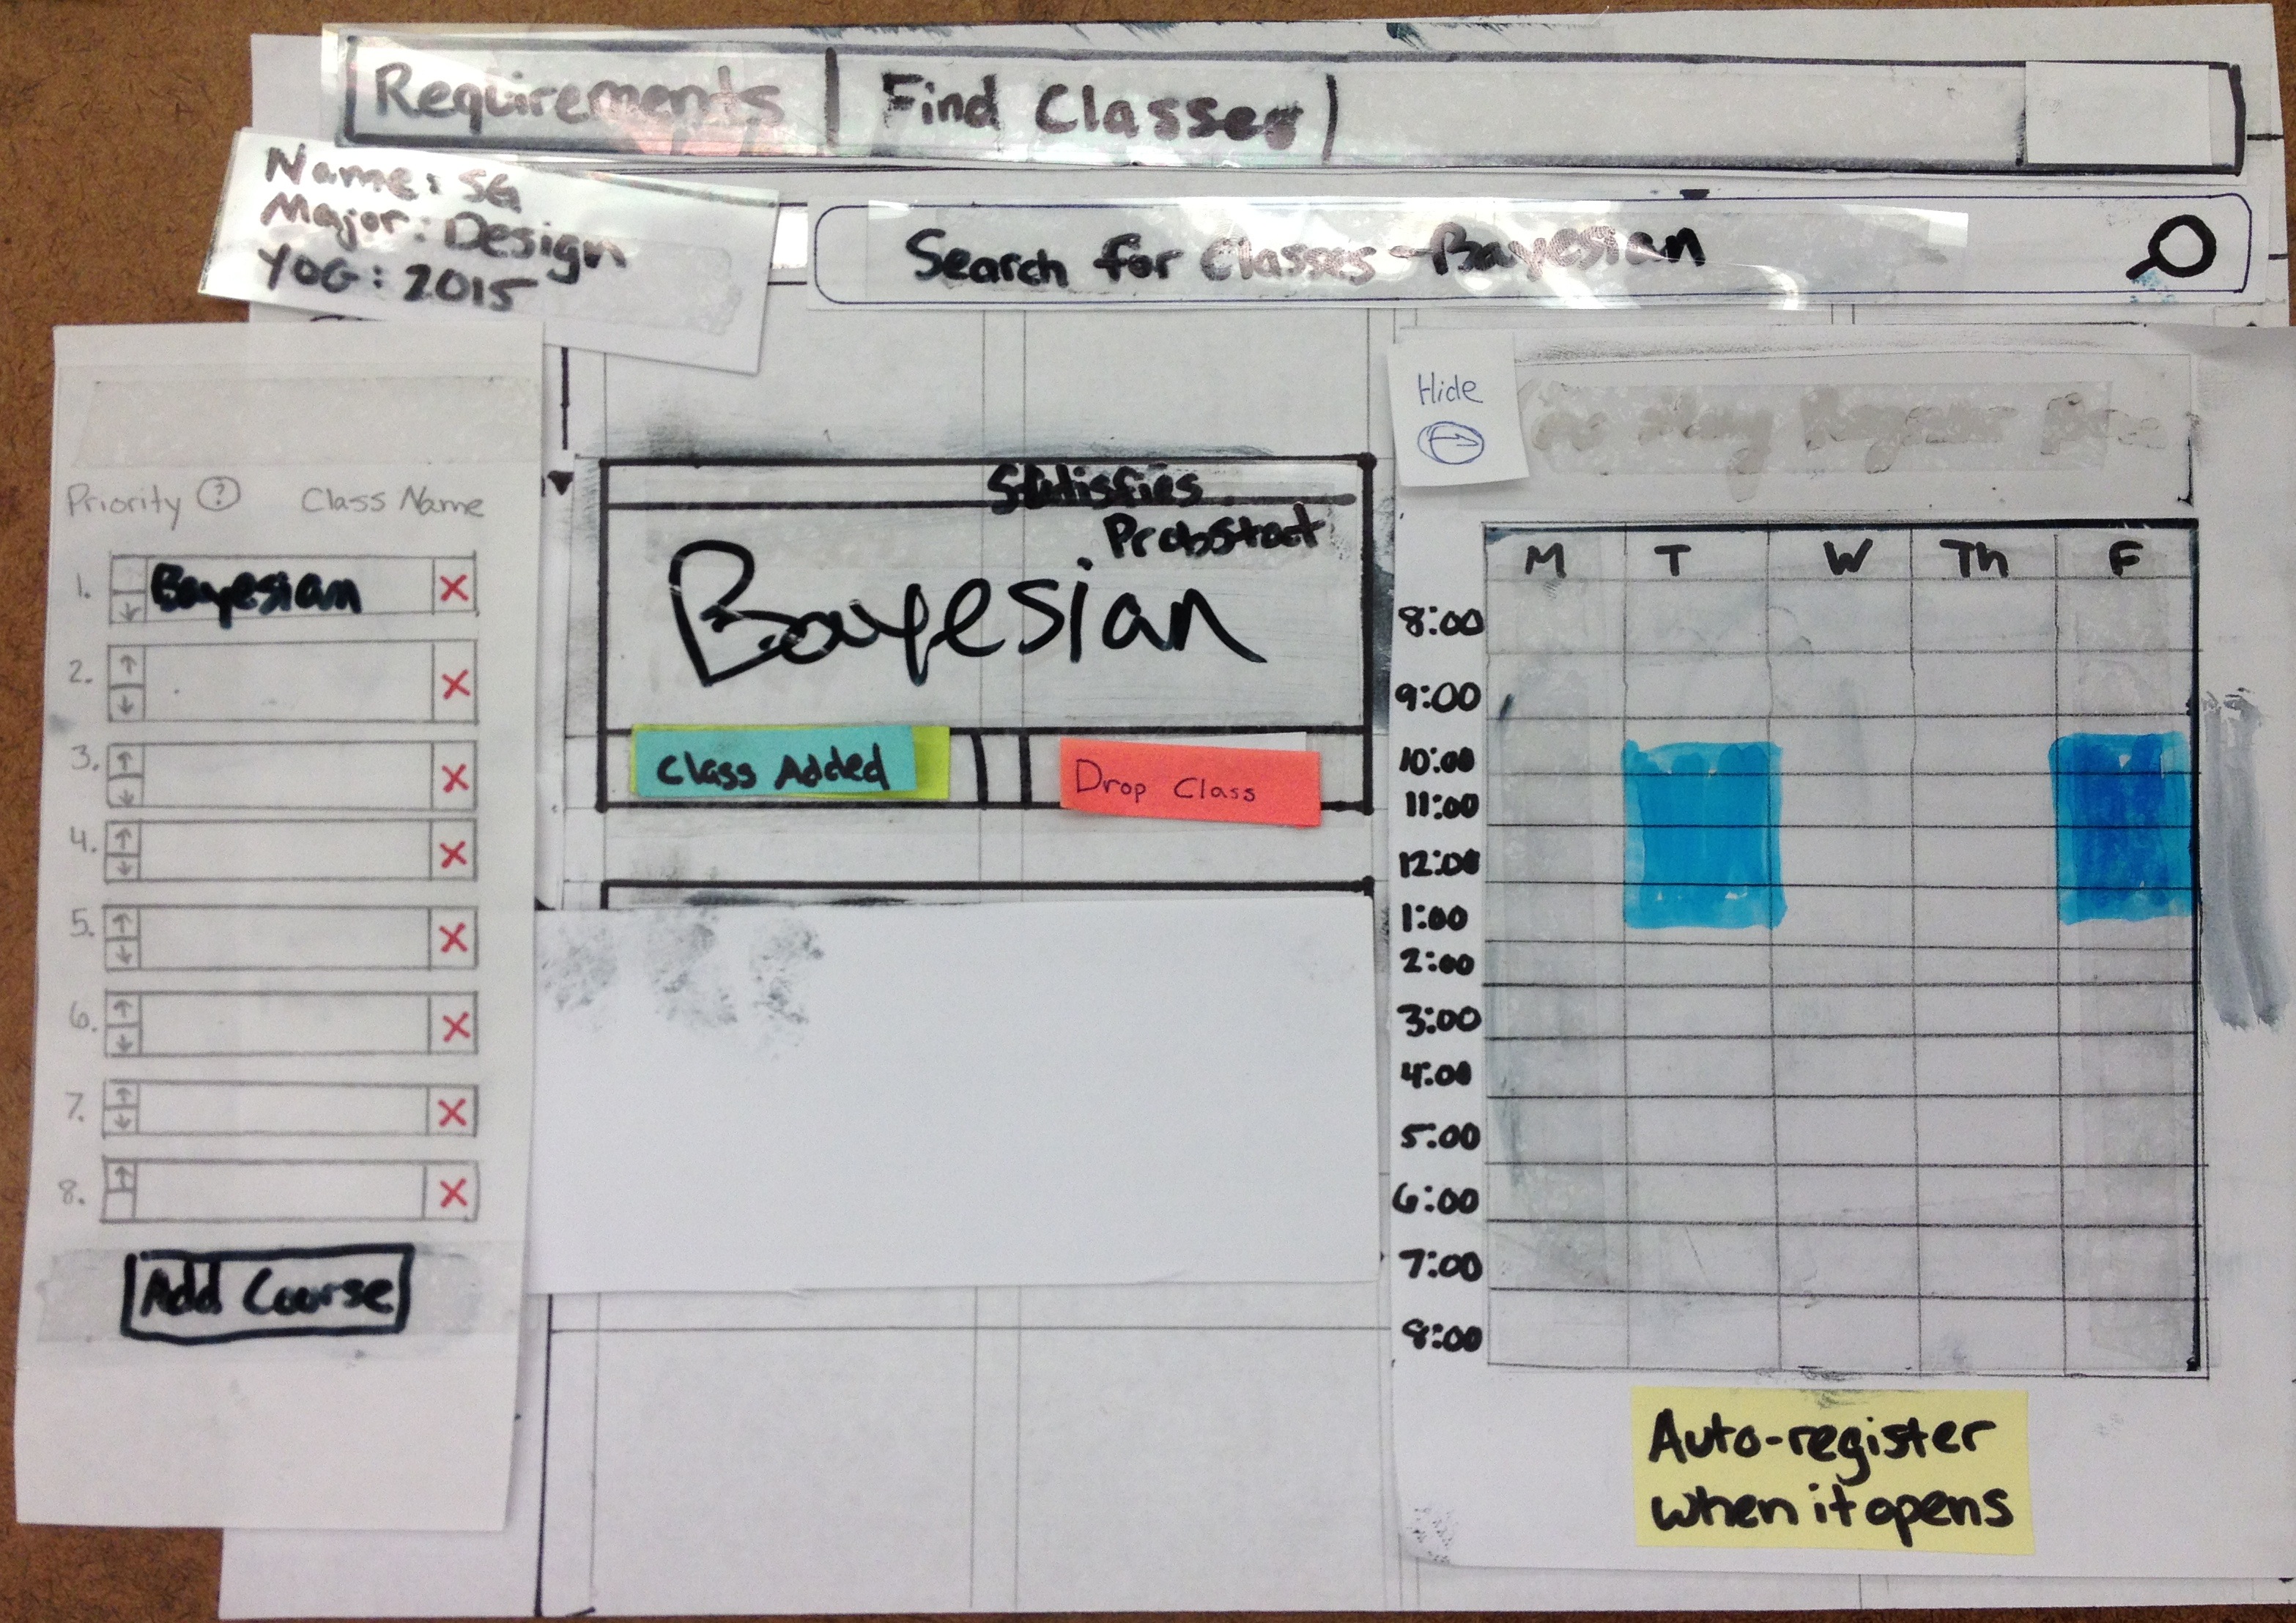 Requirements | Find Classes |
Name: SG
Major: Design
YOG: 2015
Search for Classes - Bayesian
Priority ? Class Name
1. Bayesian X
2. X
3. X
4. X
5. X
6. X
7. X
8. X
Add Course
Satisfies
Probstat
Bayesian
Class Added
Drop Class
Hide
M T W Th F
8:00
9:00
10:00
11:00
12:00
1:00
2:00
3:00
4:00
5:00
6:00
7:00
8:00
Auto-register
when it opens